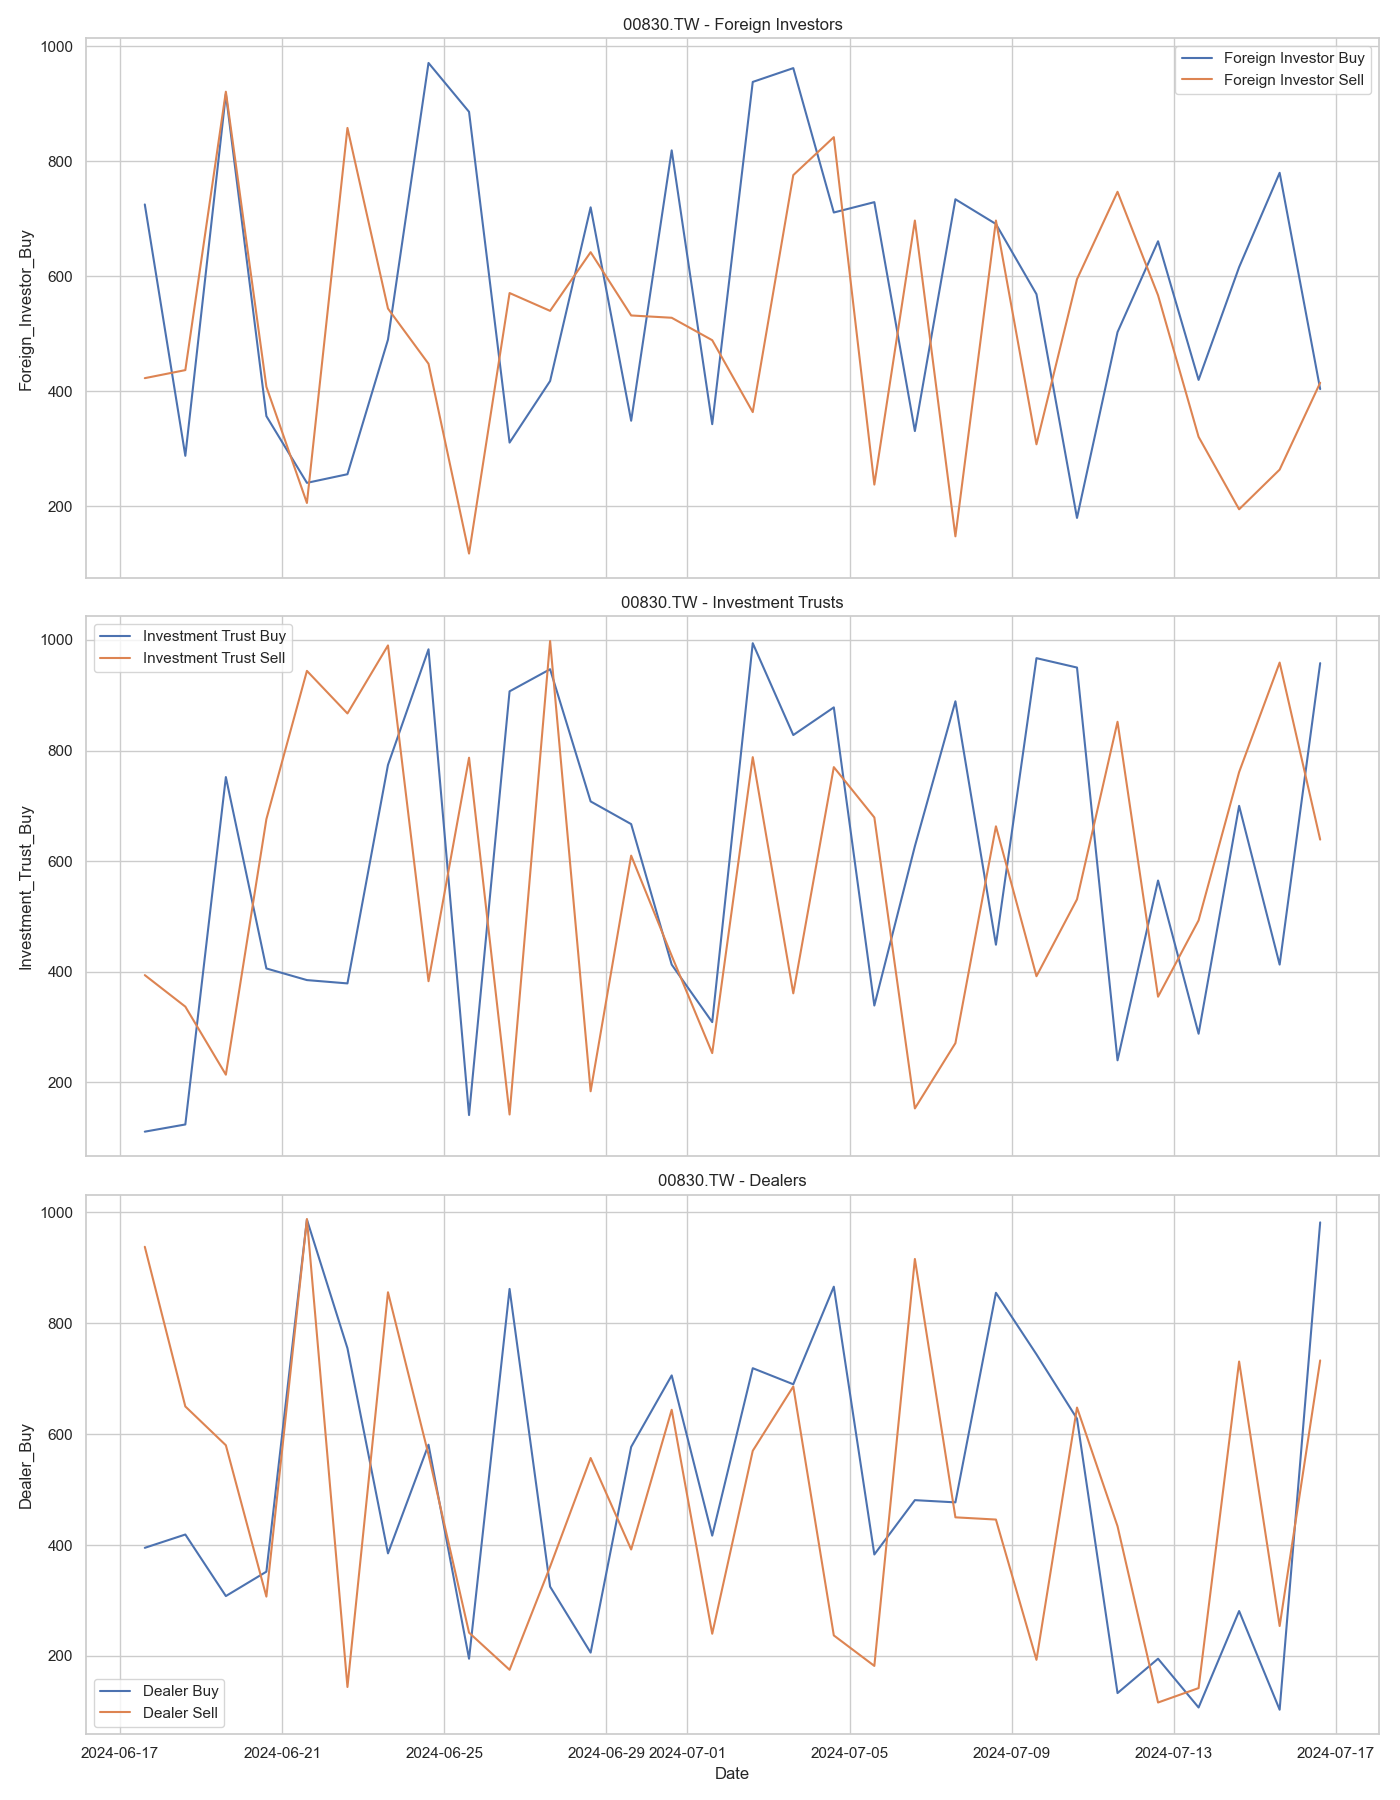 00830.TW - Foreign Investors
1000
800
600
400
200
Foreign_Investor_Buy
Foreign Investor Buy
Foreign Investor Sell
00830.TW - Investment Trusts
1000
800
600
400
200
Investment_Trust_Buy
Investment Trust Buy
Investment Trust Sell
00830.TW - Dealers
1000
800
600
400
200
Dealer_Buy
Dealer Buy
Dealer Sell
2024-06-17 2024-06-21 2024-06-25 2024-06-29 2024-07-01 2024-07-05 2024-07-09 2024-07-13 2024-07-17
Date